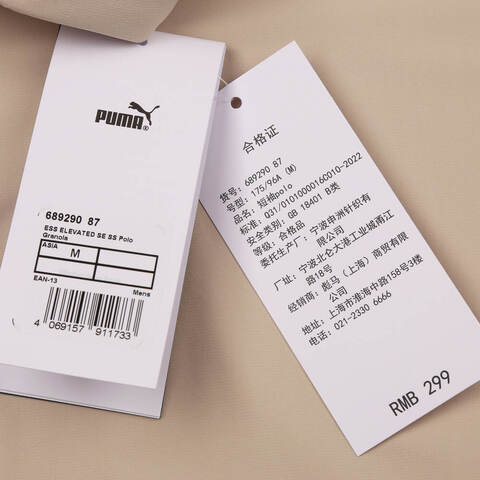 PUMA®
689290 87
ESS ELEVATED SE SS Polo
Granola
ASIA M
EAN-13 Mens
4 069157 911733
合格证
货号: 689290 87
号型: 175/96A (M)
品名: 短袖polo
标准: Q31/0101000016C010-2022
安全类别: GB 18401 B类
等级: 合格品
委托生产厂: 宁波申洲针织有
限公司
厂址: 宁波北仑大港工业城甬江
路18号
经销商: 彪马（上海）商贸有限
公司
地址: 上海市淮海中路158号3楼
电话: 021-2330 6666
RMB 299